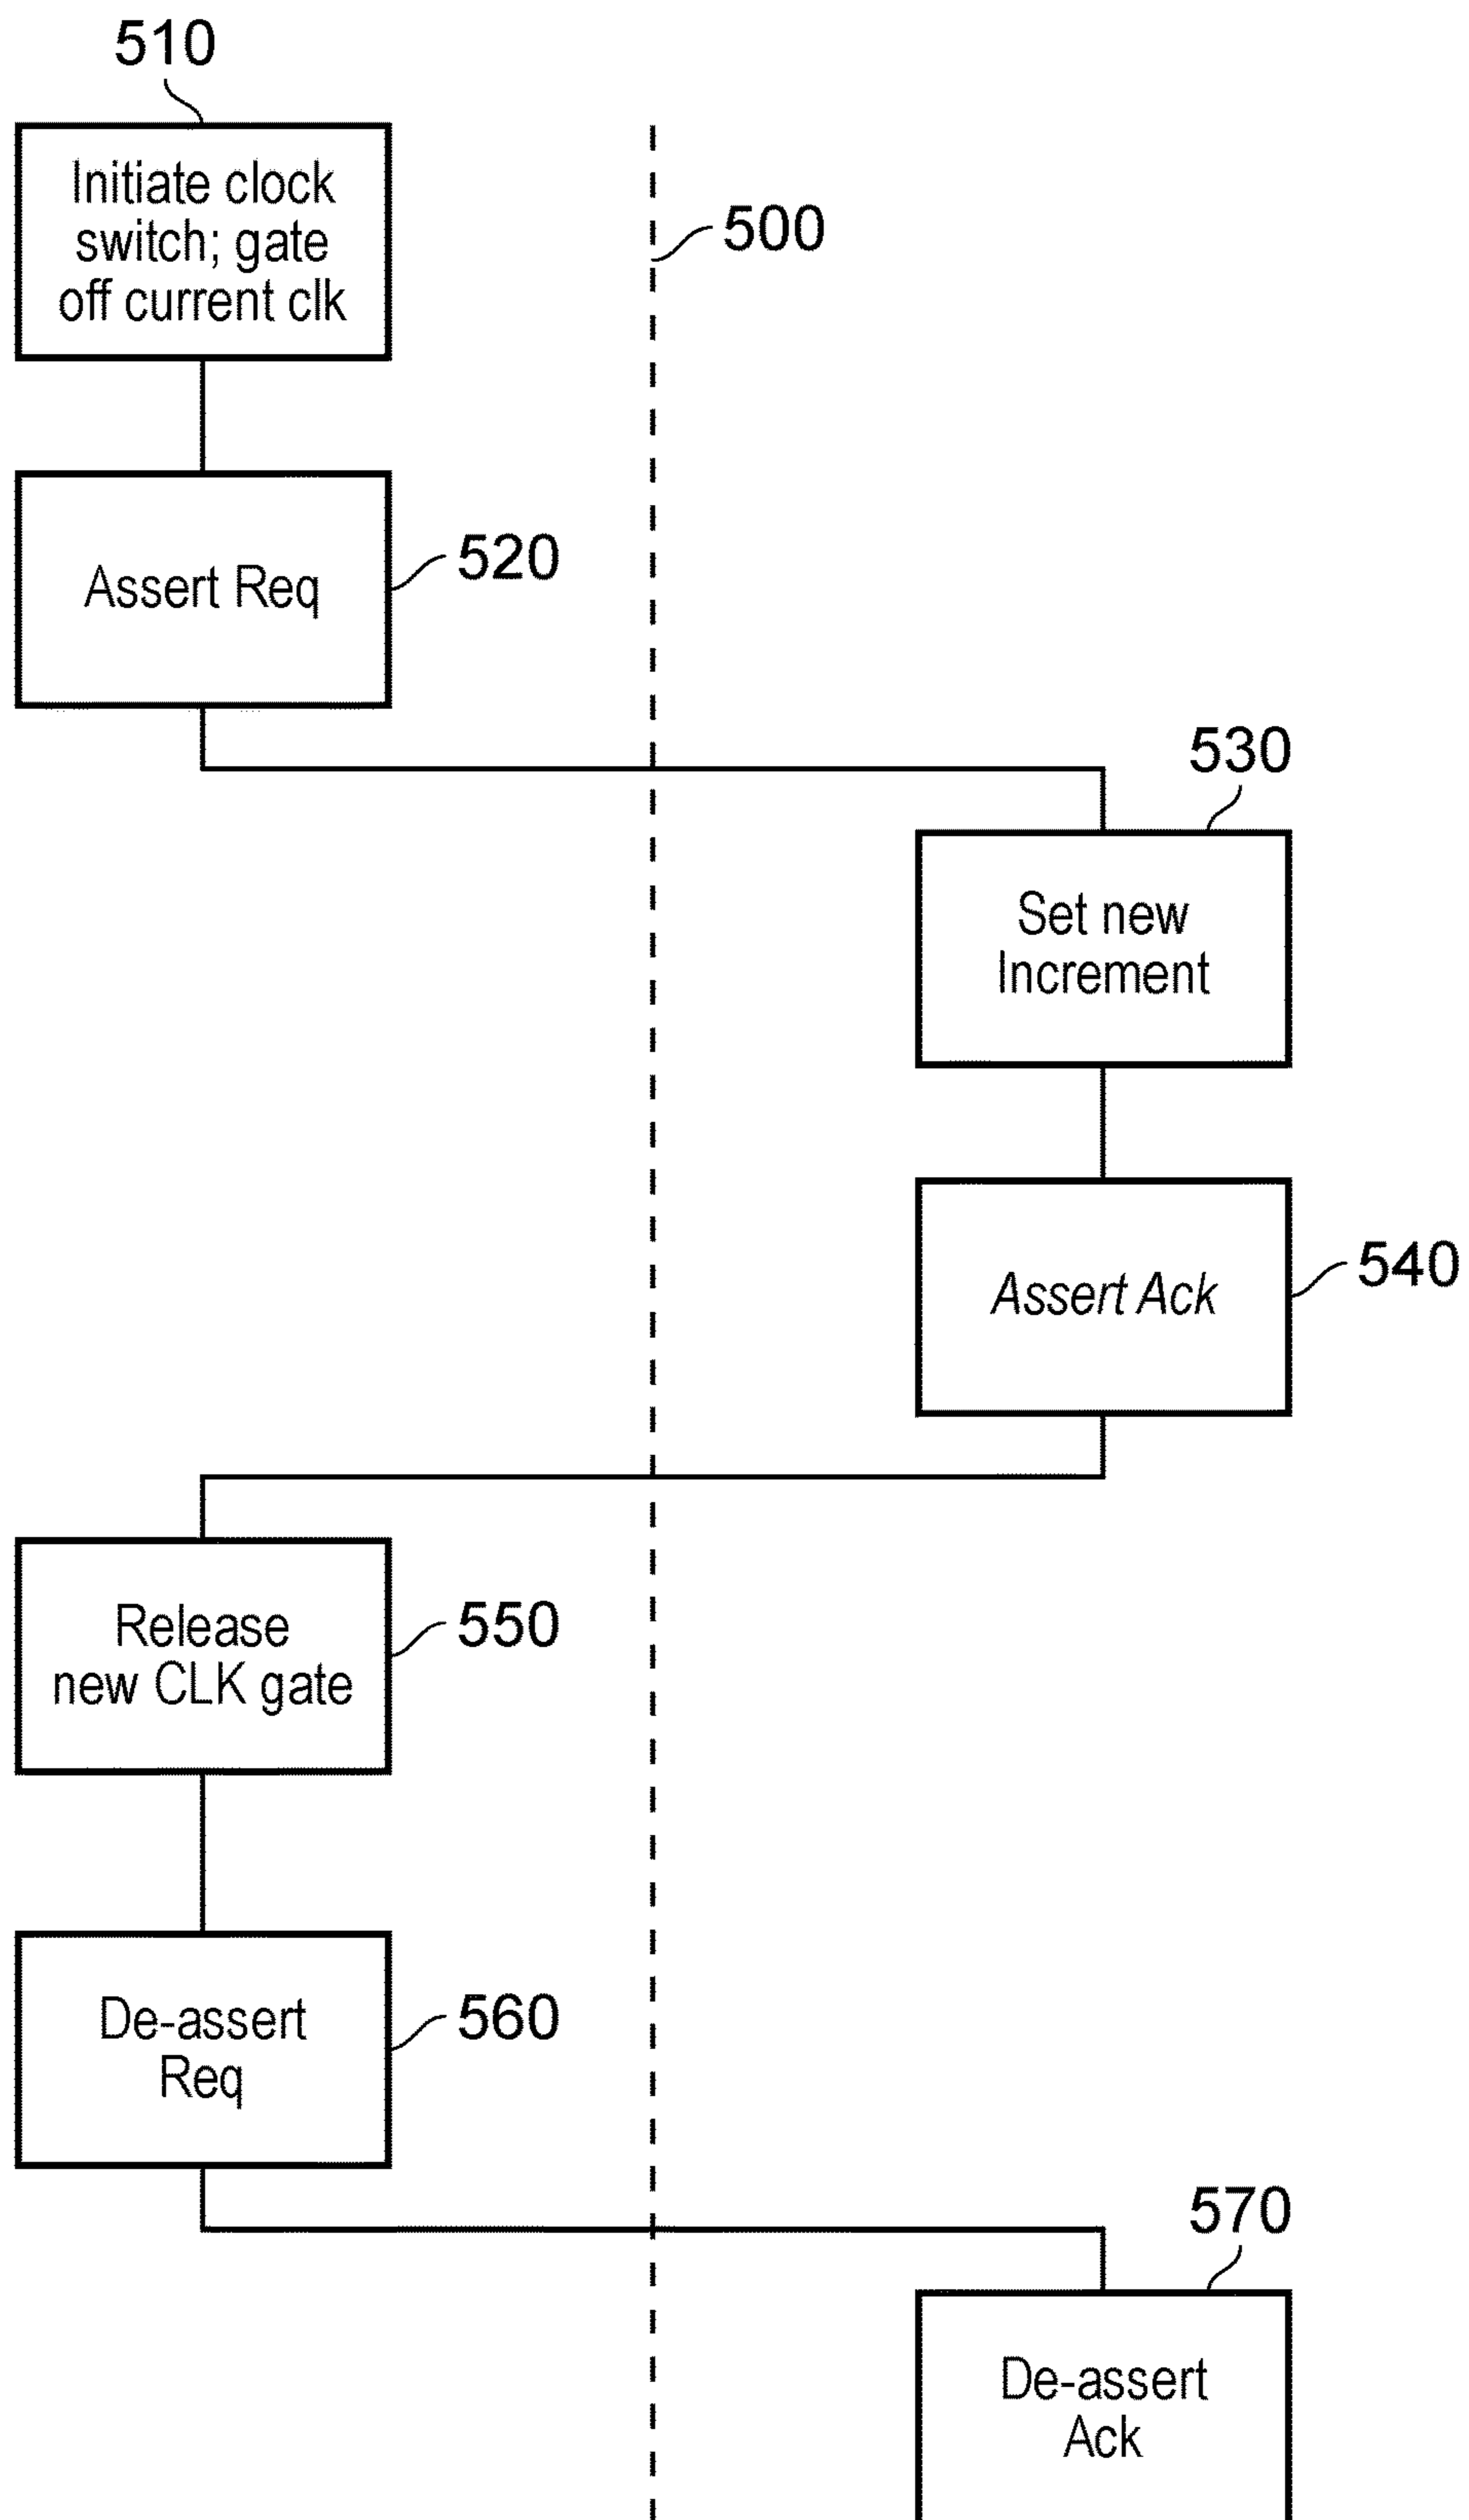 510
Initiate clock
switch; gate
off current clk
500
Assert Req
520
530
Set new
Increment
Assert Ack
540
Release
new CLK gate
550
De-assert
Req
560
570
De-assert
Ack